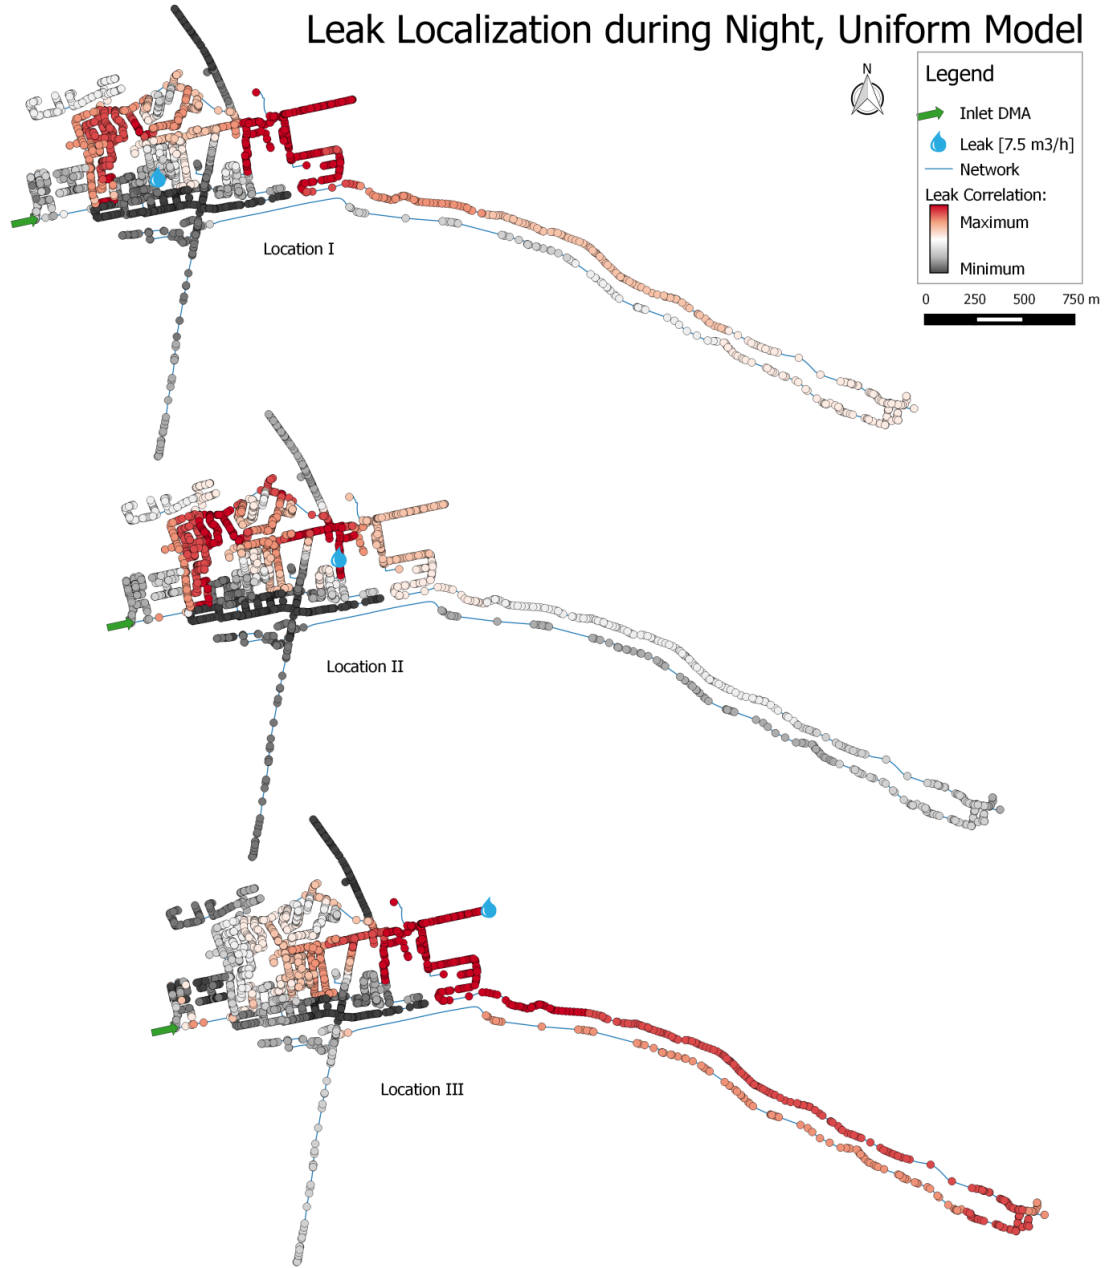 Leak Localization during Night, Uniform Model
N
Legend
Inlet DMA
Leak [7.5 m3/h]
Network
Leak Correlation:
Maximum
Minimum
0 250 500 750 m
Location I
Location II
Location III